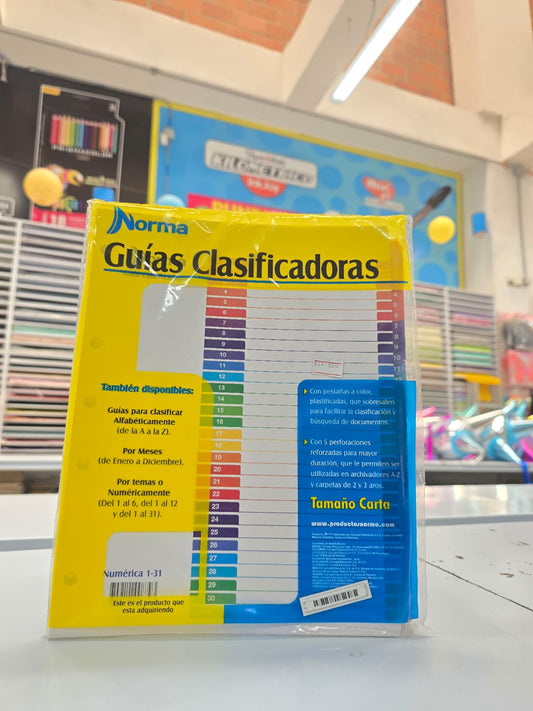 PRISMACOLOR
KILOMETRICO
InkJoy
Norma
Guías Clasificadoras
4
5
6
7
8
9
10
11
12
13
14
15
16
17
18
19
20
21
22
23
24
25
26
27
28
29
30
También disponibles:
Guías para clasificar
Alfabéticamente
(de la A a la Z).
Por Meses
(de Enero a Diciembre).
Por temas o
Numéricamente
(Del 1 al 6, del 1 al 12
y del 1 al 31).
Numérica 1-31
Este es el producto que
esta adquiriendo
Con pestañas a color,
plastificadas, que sobresalen
para facilitar la clasificación y
búsqueda de documentos.
Con 5 perforaciones
reforzadas para mayor
duración, que le permiten ser
utilizadas en archivadores A-Z
y carpetas de 2 y 3 aros.
Tamaño Carta
www.productosnorma.com